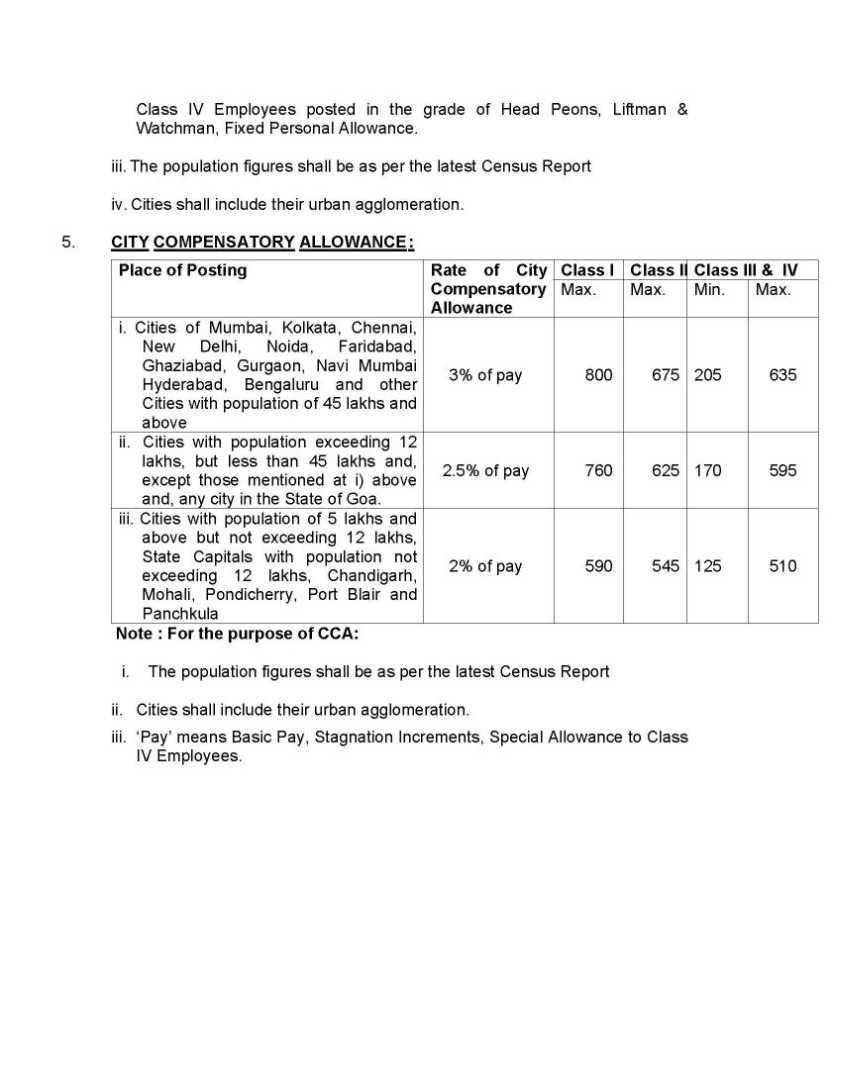 Class IV Employees posted in the grade of Head Peons, Liftman &
Watchman, Fixed Personal Allowance.
iii. The population figures shall be as per the latest Census Report
iv. Cities shall include their urban agglomeration.
5. CITY COMPENSATORY ALLOWANCE:
Place of Posting Rate of City Class I Class II Class III & IV
Compensatory Max. Max. Min. Max.
Allowance
i. Cities of Mumbai, Kolkata, Chennai,
New Delhi, Noida, Faridabad,
Ghaziabad, Gurgaon, Navi Mumbai
Hyderabad, Bengaluru and other
Cities with population of 45 lakhs and
above
3% of pay 800 675 205 635
ii. Cities with population exceeding 12
lakhs, but less than 45 lakhs and,
except those mentioned at i) above
and, any city in the State of Goa.
2.5% of pay 760 625 170 595
iii. Cities with population of 5 lakhs and
above but not exceeding 12 lakhs,
State Capitals with population not
exceeding 12 lakhs, Chandigarh,
Mohali, Pondicherry, Port Blair and
Panchkula
2% of pay 590 545 125 510
Note : For the purpose of CCA:
i. The population figures shall be as per the latest Census Report
ii. Cities shall include their urban agglomeration.
iii. ‘Pay’ means Basic Pay, Stagnation Increments, Special Allowance to Class
IV Employees.